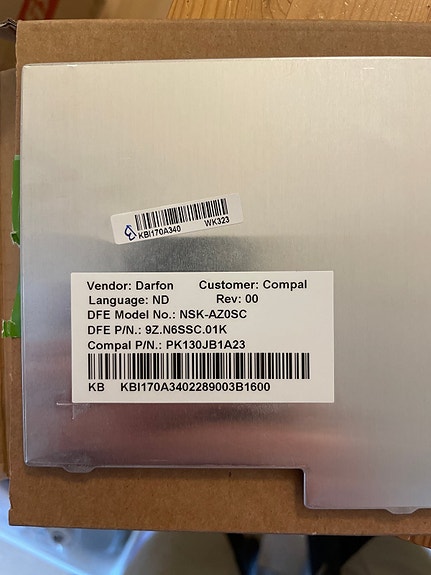 KBI170A340 WK323
Vendor: Darfon Customer: Compal
Language: ND Rev: 00
DFE Model No.: NSK-AZ0SC
DFE P/N.: 9Z.N6SSC.01K
Compal P/N.: PK130JB1A23
KB KBI170A3402289003B1600